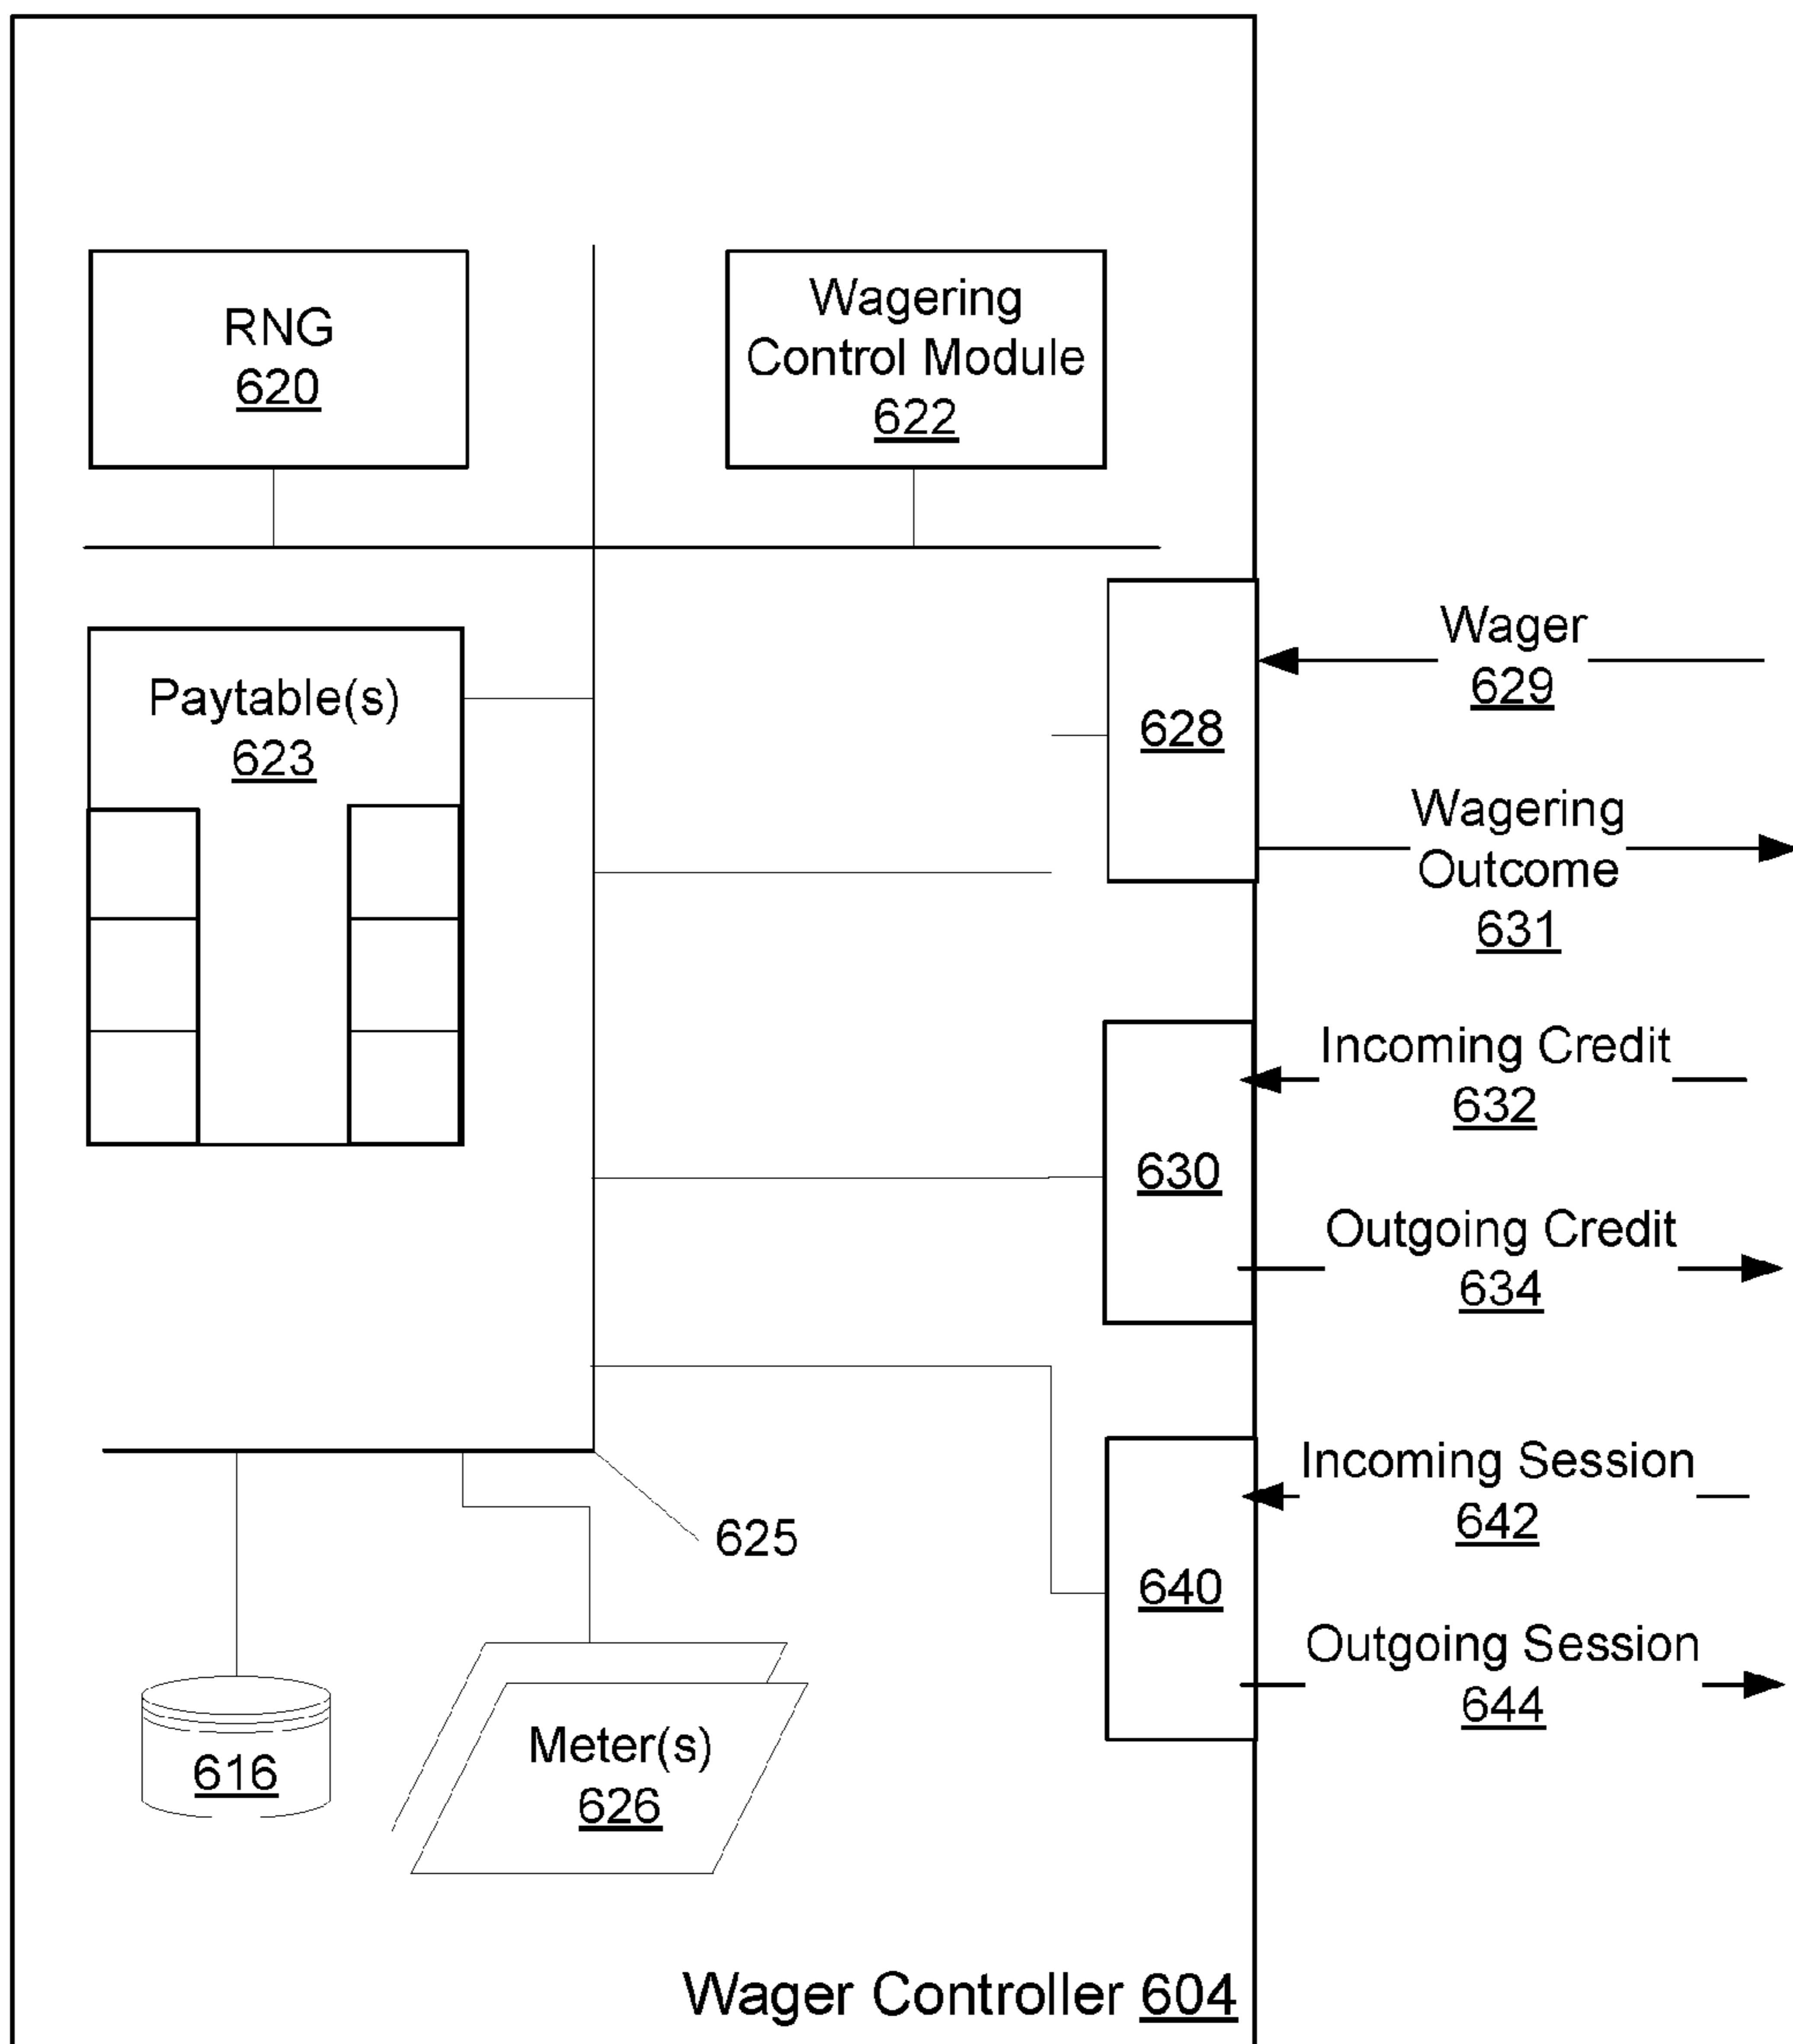 RNG
620
Wagering
Control Module
622
Paytable(s)
623
628
Wager
629
Wagering
Outcome
631
630
Incoming Credit
632
Outgoing Credit
634
625
640
Incoming Session
642
Outgoing Session
644
616
Meter(s)
626
Wager Controller 604